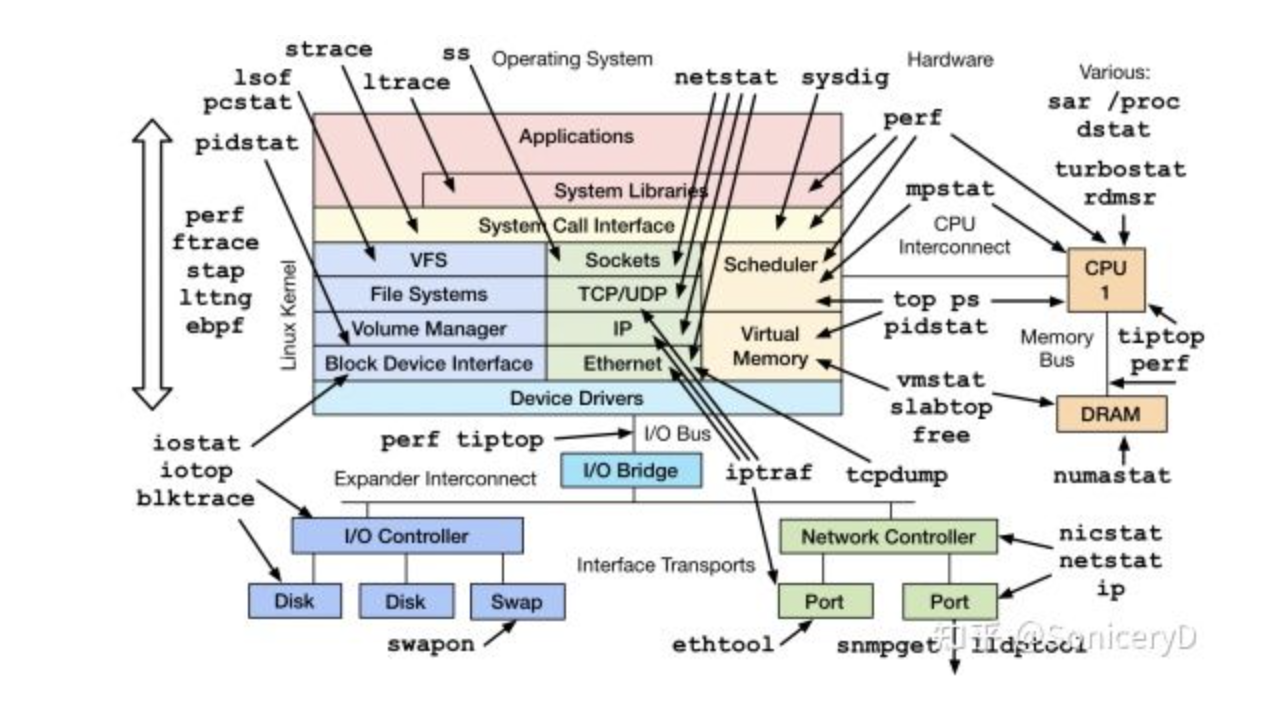 strace
ss
Operating System
Hardware
lsof
pcstat
ltrace
netstat
sysdig
Various:
sar /proc
dstat
perf
pidstat
Applications
turbostat
rdmsr
System Libraries
mpstat
perf
ftrace
stap
lttng
ebpf
System Call Interface
CPU
Interconnect
Linux Kernel
VFS
Sockets
Scheduler
CPU
1
File Systems
TCP/UDP
top ps
pidstat
Volume Manager
IP
Virtual
Memory
Memory
Bus
tiptop
perf
Block Device Interface
Ethernet
vmstat
slabtop
free
Device Drivers
DRAM
iostat
iotop
blktrace
perf tiptop
I/O Bus
Expander Interconnect
I/O Bridge
iptraf
tcpdump
numastat
I/O Controller
Network Controller
nicstat
netstat
ip
Interface Transports
Disk
Disk
Swap
Port
Port
swapon
ethtool
snmpget
lldptool
知乎 @SoniceryD